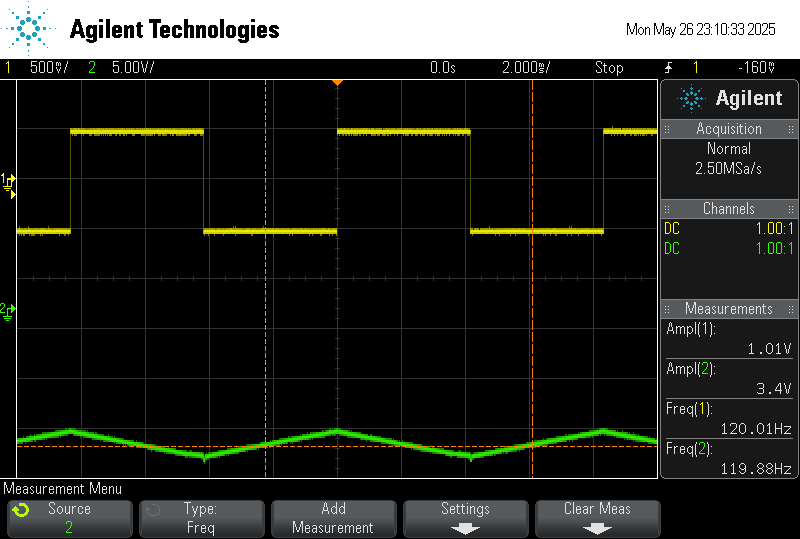 Agilent Technologies
Mon May 26 23:10:33 2025
1 500mV/ 2 5.00V/ 0.0s 2.000ms/ Stop 1 -160mV
Agilent
Acquisition
Normal
2.50MSa/s
Channels
DC 1.00:1
DC 1.00:1
Measurements
Ampl(1):
1.01V
Ampl(2):
3.4V
Freq(1):
120.01Hz
Freq(2):
119.88Hz
1
2
Measurement Menu
Source
2
Type:
Freq
Add
Measurement
Settings
Clear Meas